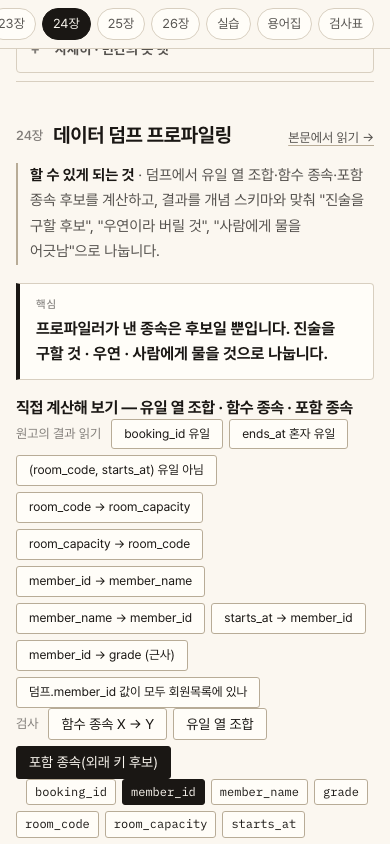 23장 24장 25장 26장 실습 용어집 검사표
24장 데이터 덤프 프로파일링 본문에서 읽기 →
할 수 있게 되는 것 · 덤프에서 유일 열 조합·함수 종속·포함
종속 후보를 계산하고, 결과를 개념 스키마와 맞춰 "진술을
구할 후보", "우연이라 버릴 것", "사람에게 물을
어긋남"으로 나눕니다.
핵심
프로파일러가 낸 종속은 후보일 뿐입니다. 진술을
구할 것 · 우연 · 사람에게 물을 것으로 나눕니다.
직접 계산해 보기 — 유일 열 조합 · 함수 종속 · 포함 종속
원고의 결과 읽기 booking_id 유일 ends_at 혼자 유일
(room_code, starts_at) 유일 아님
room_code → room_capacity
room_capacity → room_code
member_id → member_name
member_name → member_id starts_at → member_id
member_id → grade (근사)
덤프.member_id 값이 모두 회원목록에 있나
검사 함수 종속 X → Y 유일 열 조합
포함 종속(외래 키 후보)
booking_id member_id member_name grade
room_code room_capacity starts_at